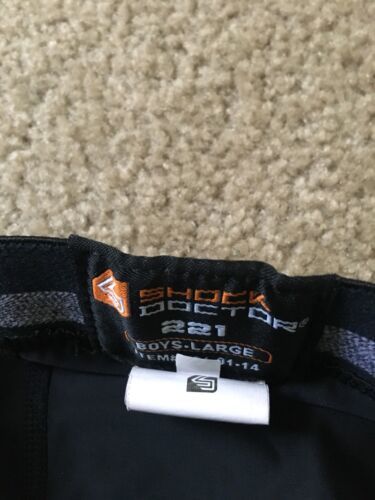 SHOCK
DOCTOR
221
BOYS-LARGE